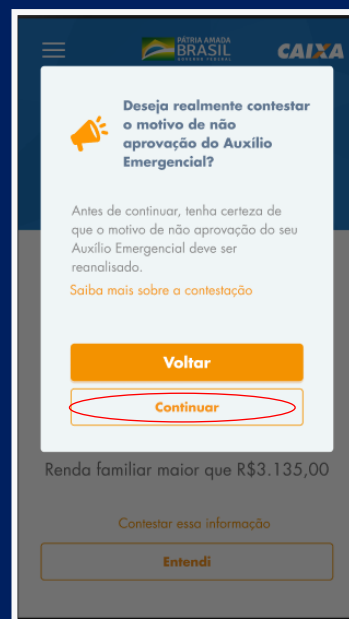 PÁTRIA AMADA
BRASIL
GOVERNO FEDERAL
CAIXA
Deseja realmente contestar
o motivo de não
aprovação do Auxílio
Emergencial?
Antes de continuar, tenha certeza de
que o motivo de não aprovação do seu
Auxílio Emergencial deve ser
reanalisado.
Saiba mais sobre a contestação
Voltar
Continuar
Renda familiar maior que R$3.135,00
Contestar essa informação
Entendi